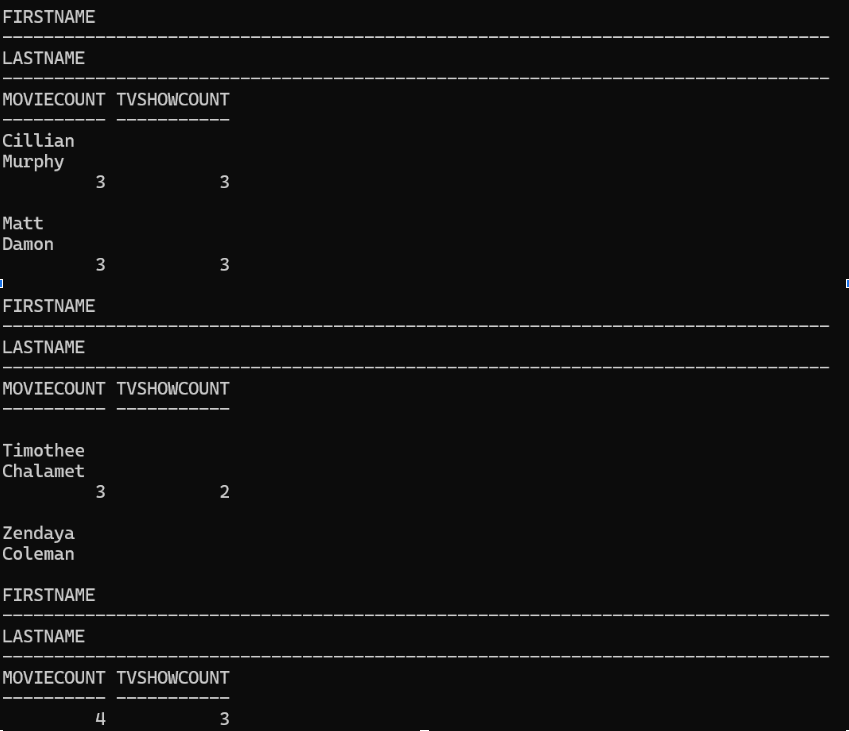 FIRSTNAME
--------------------------------------------------------------------------------
LASTNAME
--------------------------------------------------------------------------------
MOVIECOUNT TVSHOWCOUNT
---------- -----------
Cillian
Murphy
         3           3

Matt
Damon
         3           3

FIRSTNAME
--------------------------------------------------------------------------------
LASTNAME
--------------------------------------------------------------------------------
MOVIECOUNT TVSHOWCOUNT
---------- -----------

Timothee
Chalamet
         3           2

Zendaya
Coleman

FIRSTNAME
--------------------------------------------------------------------------------
LASTNAME
--------------------------------------------------------------------------------
MOVIECOUNT TVSHOWCOUNT
---------- -----------
         4           3